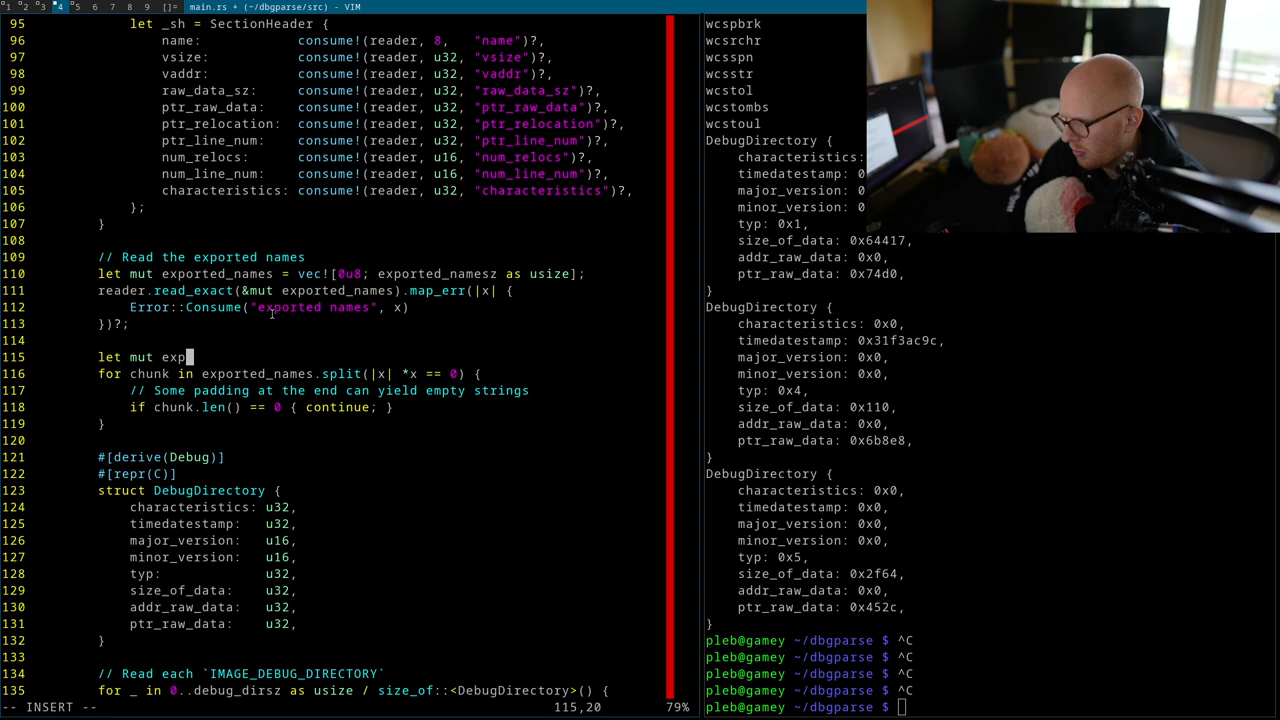 1 2 3 4 5 6 7 8 9 []= main.rs + (~/dbgparse/src) - VIM
95 let _sh = SectionHeader {
96 name: consume!(reader, 8, "name")?,
97 vsize: consume!(reader, u32, "vsize")?,
98 vaddr: consume!(reader, u32, "vaddr")?,
99 raw_data_sz: consume!(reader, u32, "raw_data_sz")?,
100 ptr_raw_data: consume!(reader, u32, "ptr_raw_data")?,
101 ptr_relocation: consume!(reader, u32, "ptr_relocation")?,
102 ptr_line_num: consume!(reader, u32, "ptr_line_num")?,
103 num_relocs: consume!(reader, u16, "num_relocs")?,
104 num_line_num: consume!(reader, u16, "num_line_num")?,
105 characteristics: consume!(reader, u32, "characteristics")?,
106 };
107 }
108
109 // Read the exported names
110 let mut exported_names = vec![0u8; exported_namesz as usize];
111 reader.read_exact(&mut exported_names).map_err(|x| {
112 Error::Consume("exported names", x)
113 })?;
114
115 let mut exp
116 for chunk in exported_names.split(|x| *x == 0) {
117 // Some padding at the end can yield empty strings
118 if chunk.len() == 0 { continue; }
119 }
120
121 #[derive(Debug)]
122 #[repr(C)]
123 struct DebugDirectory {
124 characteristics: u32,
125 timedatestamp: u32,
126 major_version: u16,
127 minor_version: u16,
128 typ: u32,
129 size_of_data: u32,
130 addr_raw_data: u32,
131 ptr_raw_data: u32,
132 }
133
134 // Read each `IMAGE_DEBUG_DIRECTORY`
135 for _ in 0..debug_dirsz as usize / size_of::<DebugDirectory>() {
-- INSERT -- 115,20 79%
wcspbrk
wcsrchr
wcsspn
wcsstr
wcstol
wcstombs
wcstoul
DebugDirectory {
characteristics:
timedatestamp: 0
major_version: 0
minor_version: 0
typ: 0x1,
size_of_data: 0x64417,
addr_raw_data: 0x0,
ptr_raw_data: 0x74d0,
}
DebugDirectory {
characteristics: 0x0,
timedatestamp: 0x31f3ac9c,
major_version: 0x0,
minor_version: 0x0,
typ: 0x4,
size_of_data: 0x110,
addr_raw_data: 0x0,
ptr_raw_data: 0x6b8e8,
}
DebugDirectory {
characteristics: 0x0,
timedatestamp: 0x0,
major_version: 0x0,
minor_version: 0x0,
typ: 0x5,
size_of_data: 0x2f64,
addr_raw_data: 0x0,
ptr_raw_data: 0x452c,
}
pleb@gamey ~/dbgparse $ ^C
pleb@gamey ~/dbgparse $ ^C
pleb@gamey ~/dbgparse $ ^C
pleb@gamey ~/dbgparse $ ^C
pleb@gamey ~/dbgparse $